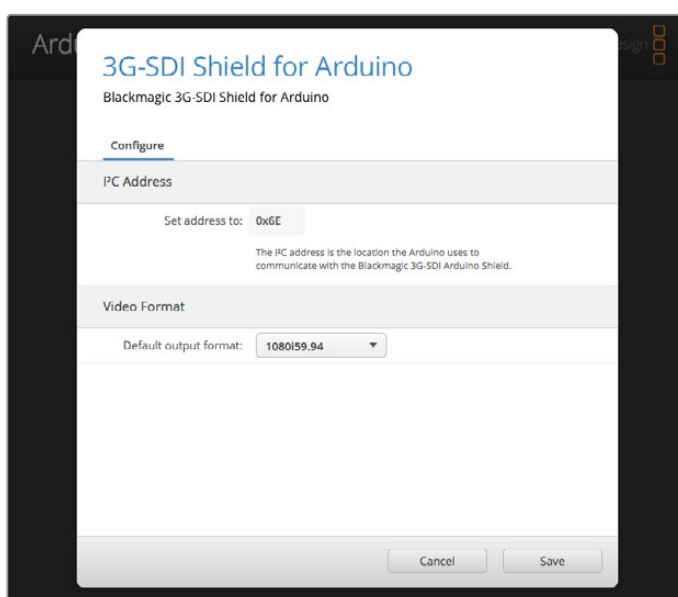 3G-SDI Shield for Arduino
Blackmagic 3G-SDI Shield for Arduino
Configure
I²C Address
Set address to: 0x6E
The I²C address is the location the Arduino uses to
communicate with the Blackmagic 3G-SDI Arduino Shield.
Video Format
Default output format: 1080i59.94
Cancel
Save